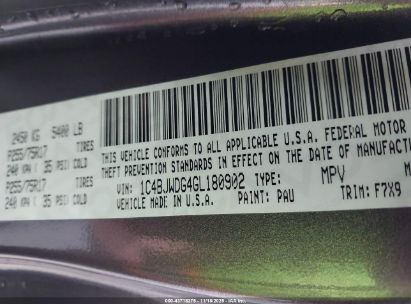 2450 KG 5400 LB
P255/75R17 TIRES
240 KPA 35 PSI COLD
P255/75R17 TIRES
240 KPA 35 PSI COLD
THIS VEHICLE CONFORMS TO ALL APPLICABLE U.S.A. FEDERAL MOTOR
THEFT PREVENTION STANDARDS IN EFFECT ON THE DATE OF MANUFACTURE
VIN: 1C4BJWDG4GL180902 TYPE: MPV
MADE IN U.S.A. PAINT: PAU TRIM: F7X9